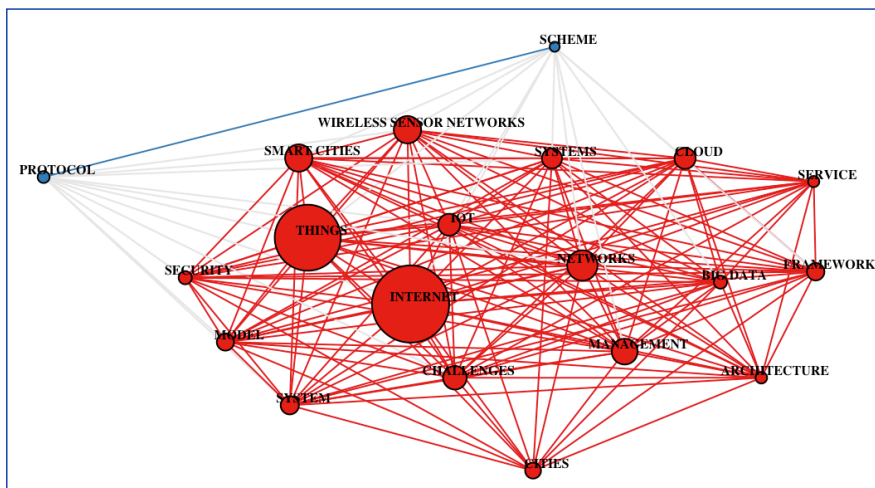 SCHEME
WIRELESS SENSOR NETWORKS
SMART CITIES
SYSTEMS
CLOUD
PROTOCOL
SERVICE
IOT
THINGS
NETWORKS
SECURITY
BIG DATA
FRAMEWORK
INTERNET
MODEL
MANAGEMENT
CHALLENGES
ARCHITECTURE
SYSTEM
CITIES